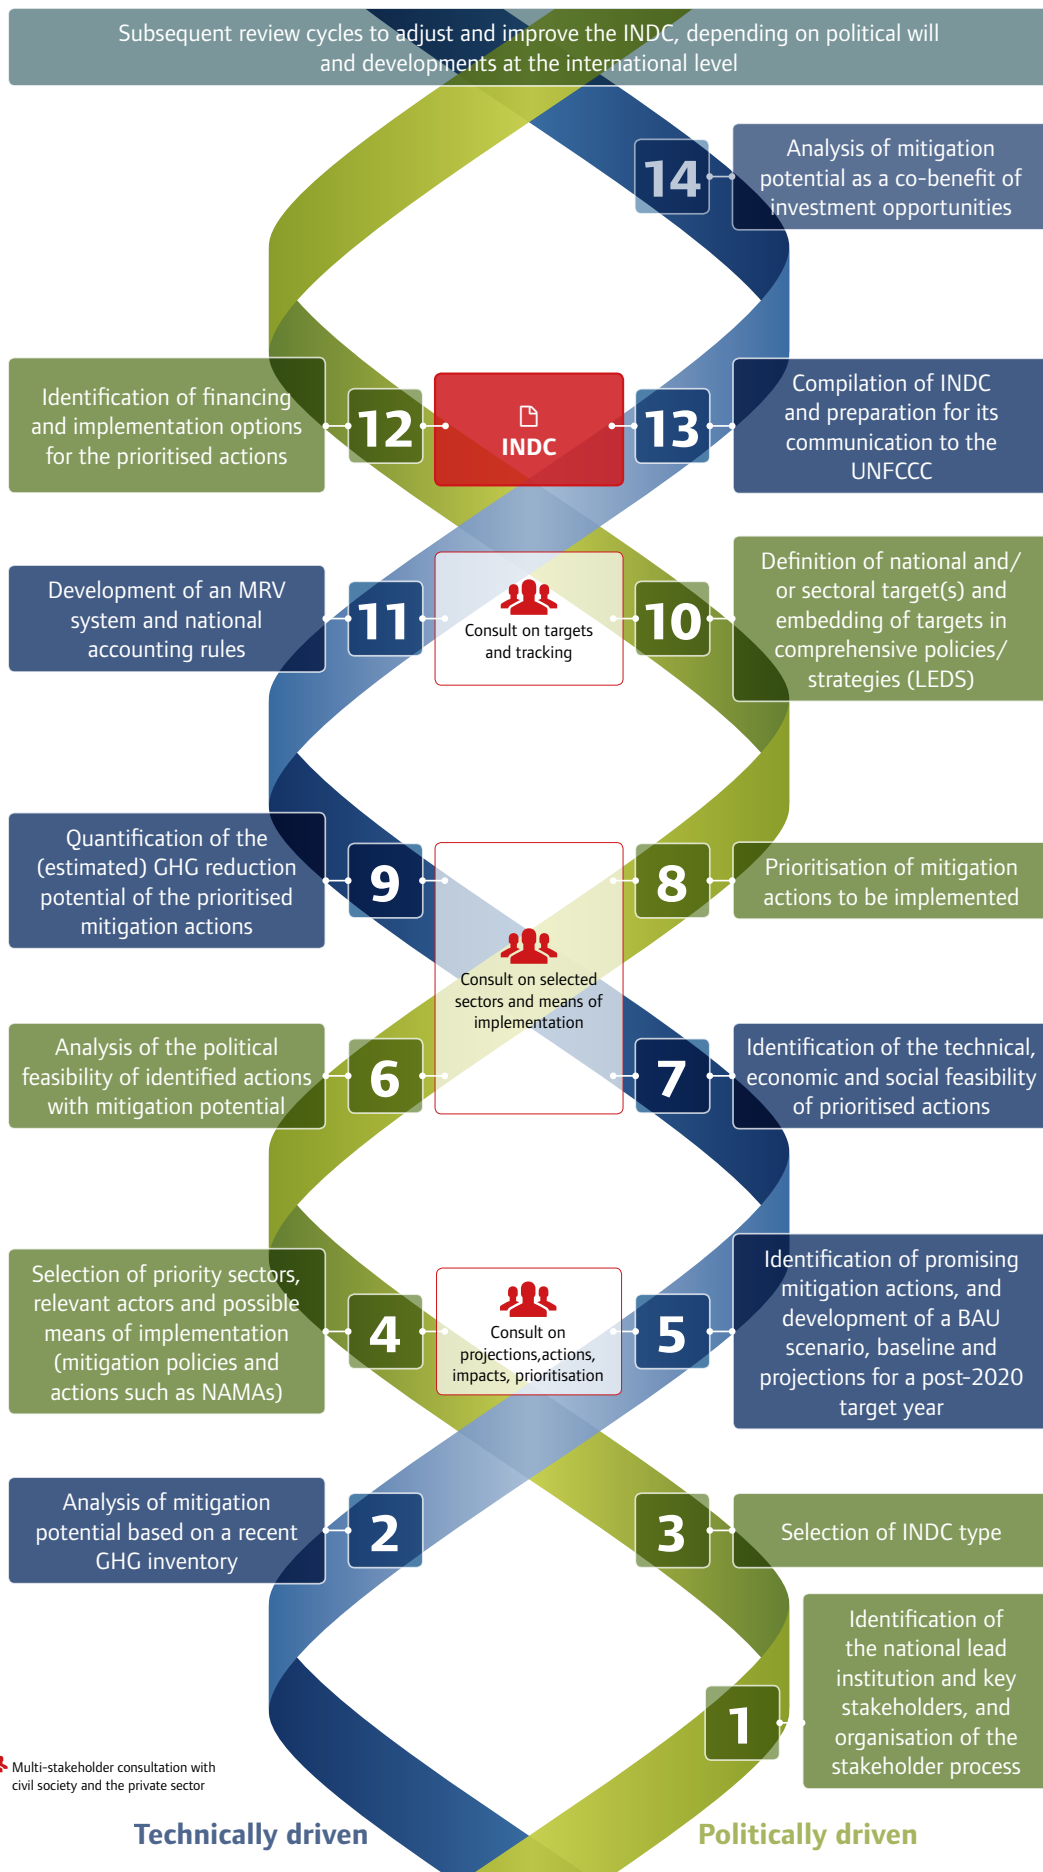 Subsequent review cycles to adjust and improve the INDC, depending on political will
and developments at the international level
14
Analysis of mitigation
potential as a co-benefit of
investment opportunities
Identification of financing
and implementation options
for the prioritised actions
12
INDC
13
Compilation of INDC
and preparation for its
communication to the
UNFCCC
Development of an MRV
system and national
accounting rules
11
Consult on targets
and tracking
10
Definition of national and/
or sectoral target(s) and
embedding of targets in
comprehensive policies/
strategies (LEDS)
Quantification of the
(estimated) GHG reduction
potential of the prioritised
mitigation actions
9
8
Prioritisation of mitigation
actions to be implemented
Consult on selected
sectors and means of
implementation
Analysis of the political
feasibility of identified actions
with mitigation potential
6
7
Identification of the technical,
economic and social feasibility
of prioritised actions
Selection of priority sectors,
relevant actors and possible
means of implementation
(mitigation policies and
actions such as NAMAs)
4
Consult on
projections,actions,
impacts, prioritisation
5
Identification of promising
mitigation actions, and
development of a BAU
scenario, baseline and
projections for a post-2020
target year
Analysis of mitigation
potential based on a recent
GHG inventory
2
3
Selection of INDC type
1
Identification of
the national lead
institution and key
stakeholders, and
organisation of the
stakeholder process
Multi-stakeholder consultation with
civil society and the private sector
Technically driven
Politically driven